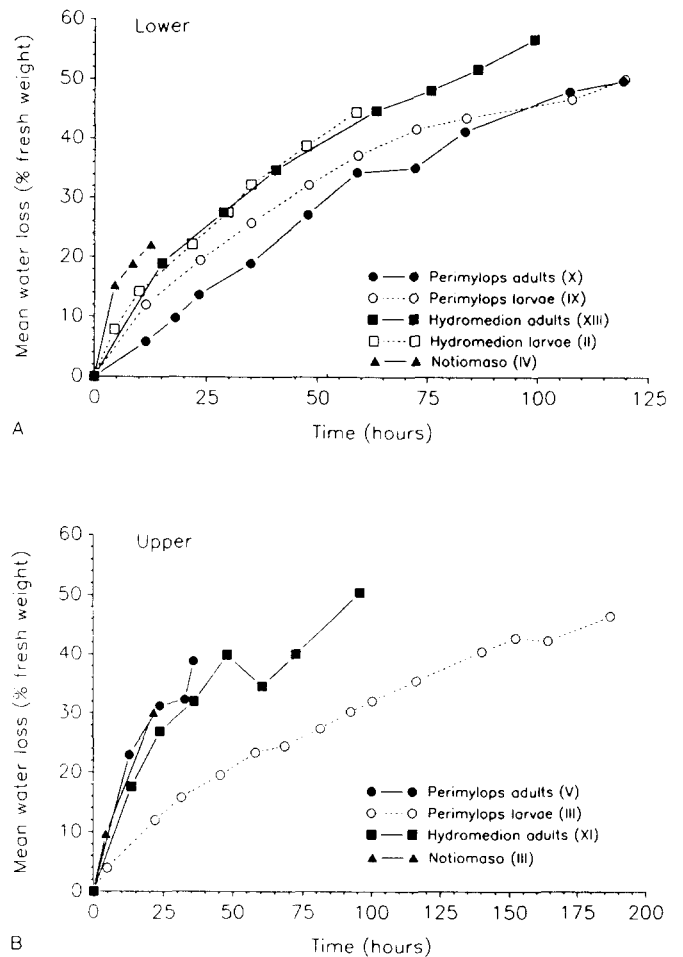 60
50
40
30
20
10
0
Mean water loss (% fresh weight)
Lower
Perimylops adults (X)
Perimylops larvae (IX)
Hydromedion adults (XIII)
Hydromedion larvae (II)
Notiomaso (IV)
0 25 50 75 100 125
Time (hours)
A
60
50
40
30
20
10
0
Mean water loss (% fresh weight)
Upper
Perimylops adults (V)
Perimylops larvae (III)
Hydromedion adults (XI)
Notiomaso (III)
0 25 50 75 100 125 150 175 200
Time (hours)
B